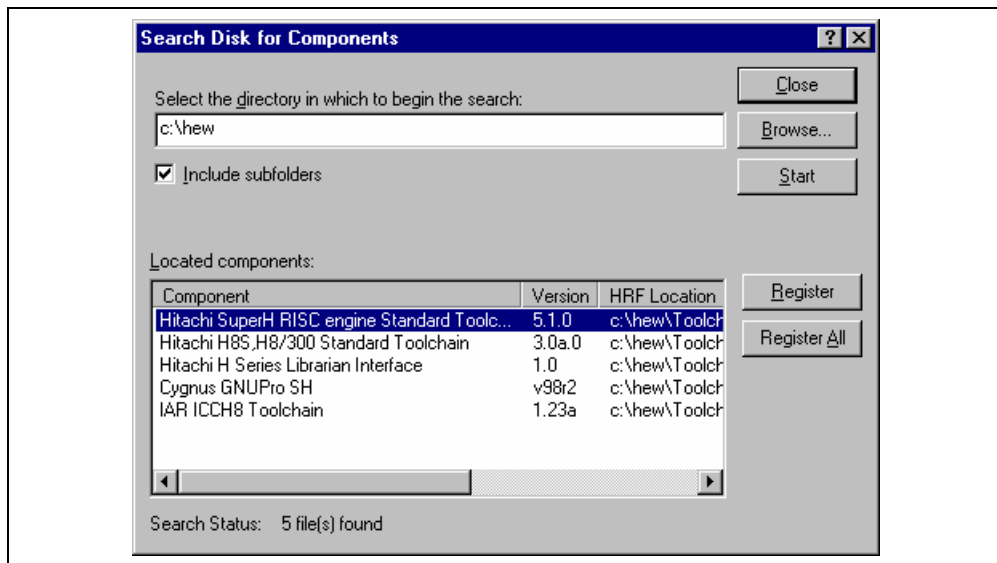 Search Disk for Components
Close
Select the directory in which to begin the search:
c:\hew
Browse...
Include subfolders
Start
Located components:
Component Version HRF Location
Hitachi SuperH RISC engine Standard Toolc... 5.1.0 c:\hew\Toolch
Hitachi H8S,H8/300 Standard Toolchain 3.0a.0 c:\hew\Toolch
Hitachi H Series Librarian Interface 1.0 c:\hew\Toolch
Cygnus GNUPro SH v98r2 c:\hew\Toolch
IAR ICCH8 Toolchain 1.23a c:\hew\Toolch
Register
Register All
Search Status: 5 file(s) found